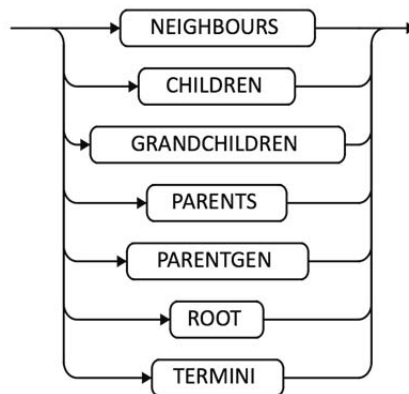 NEIGHBOURS
CHILDREN
GRANDCHILDREN
PARENTS
PARENTGEN
ROOT
TERMINI